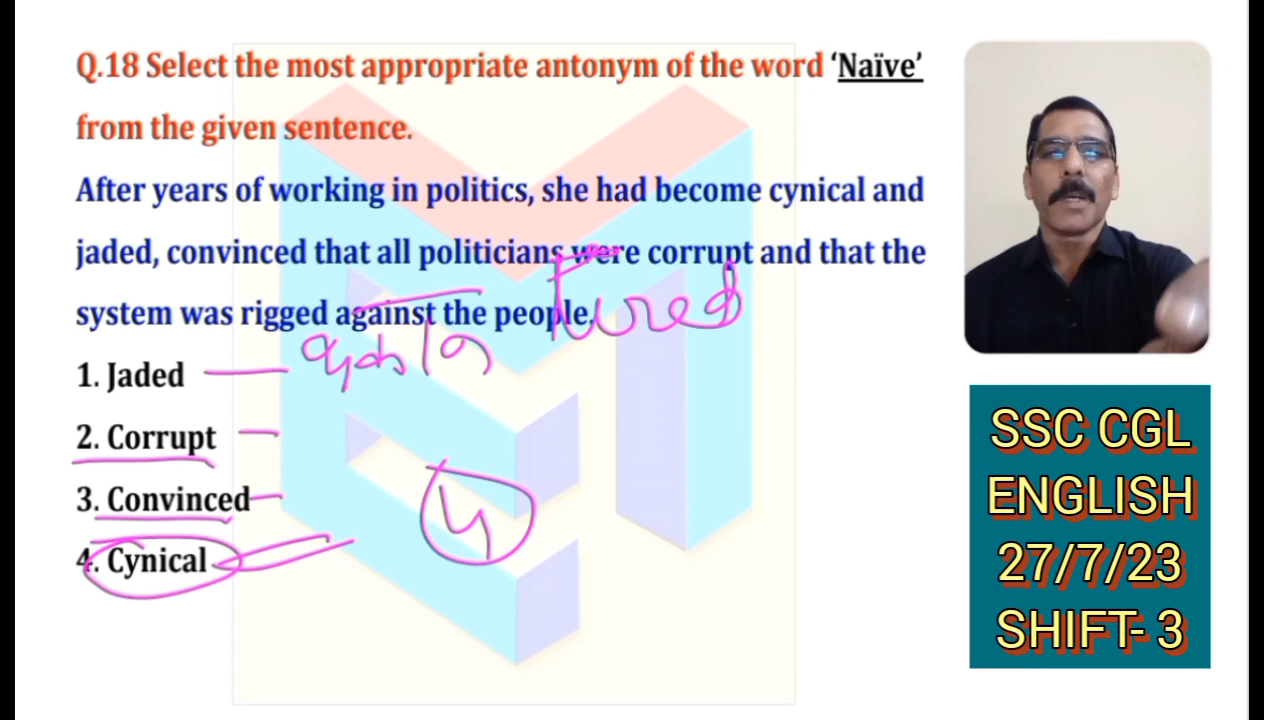 Q.18 Select the most appropriate antonym of the word ‘Naïve’
from the given sentence.
After years of working in politics, she had become cynical and
jaded, convinced that all politicians were corrupt and that the
system was rigged against the people.
Tired
1. Jaded
2. Corrupt
3. Convinced
4
4. Cynical
SSC CGL
ENGLISH
27/7/23
SHIFT- 3